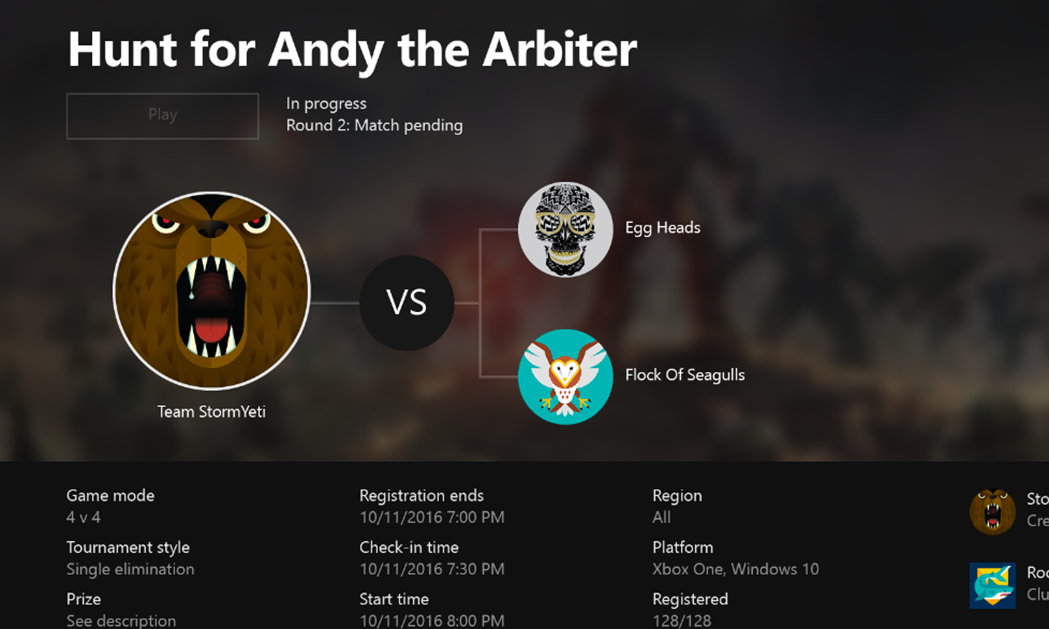 Hunt for Andy the Arbiter
Play
In progress
Round 2: Match pending
VS
Egg Heads
Flock Of Seagulls
Team StormYeti
Game mode
4 v 4
Tournament style
Single elimination
Prize
See description
Registration ends
10/11/2016 7:00 PM
Check-in time
10/11/2016 7:30 PM
Start time
10/11/2016 8:00 PM
Region
All
Platform
Xbox One, Windows 10
Registered
128/128
Sto
Cre
Roc
Clu